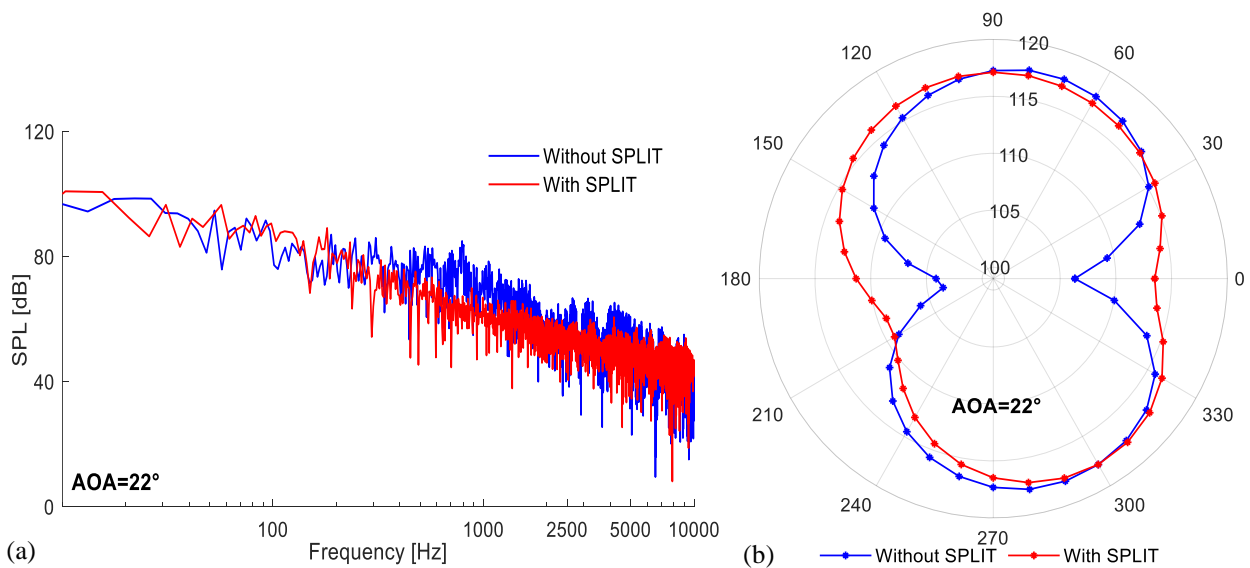 120
80
40
0
SPL [dB]
Without SPLIT
With SPLIT
AOA=22°
100
1000
2500
5000
10000
Frequency [Hz]
(a)
90
120
60
150
30
180
0
210
330
240
300
270
120
115
110
105
100
AOA=22°
Without SPLIT
With SPLIT
(b)